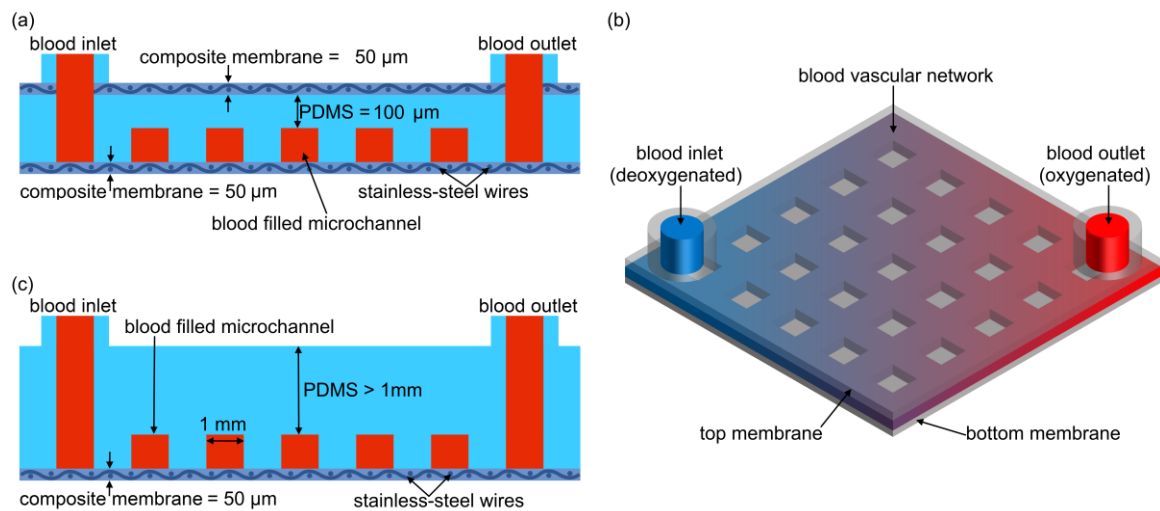 (a)
blood inlet
composite membrane = 50 µm
blood outlet
PDMS = 100 µm
composite membrane = 50 µm
stainless-steel wires
blood filled microchannel
(b)
blood vascular network
blood inlet
(deoxygenated)
blood outlet
(oxygenated)
top membrane
bottom membrane
(c)
blood inlet
blood filled microchannel
blood outlet
PDMS > 1mm
1 mm
composite membrane = 50 µm
stainless-steel wires